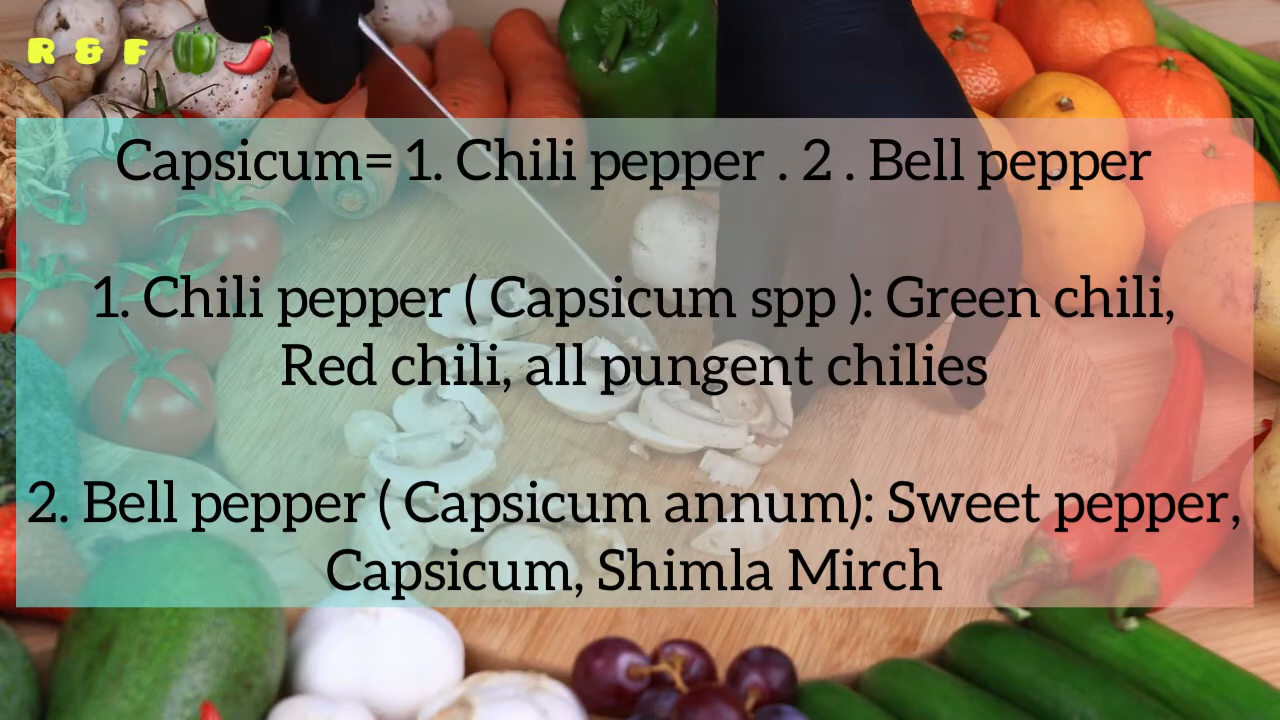 R & F
Capsicum= 1. Chili pepper . 2 . Bell pepper
1. Chili pepper ( Capsicum spp ): Green chili,
Red chili, all pungent chilies
2. Bell pepper ( Capsicum annum): Sweet pepper,
Capsicum, Shimla Mirch